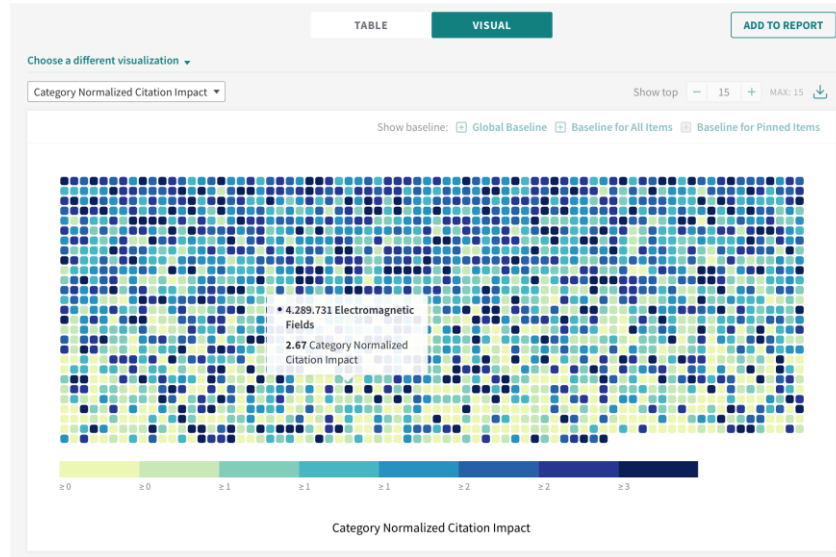 TABLE
VISUAL
ADD TO REPORT
Choose a different visualization
Category Normalized Citation Impact
Show top
15
MAX: 15
Show baseline:
Global Baseline
Baseline for All Items
Baseline for Pinned Items
4.289.731 Electromagnetic
Fields
2.67 Category Normalized
Citation Impact
≥ 0
≥ 0
≥ 1
≥ 1
≥ 1
≥ 2
≥ 2
≥ 3
Category Normalized Citation Impact